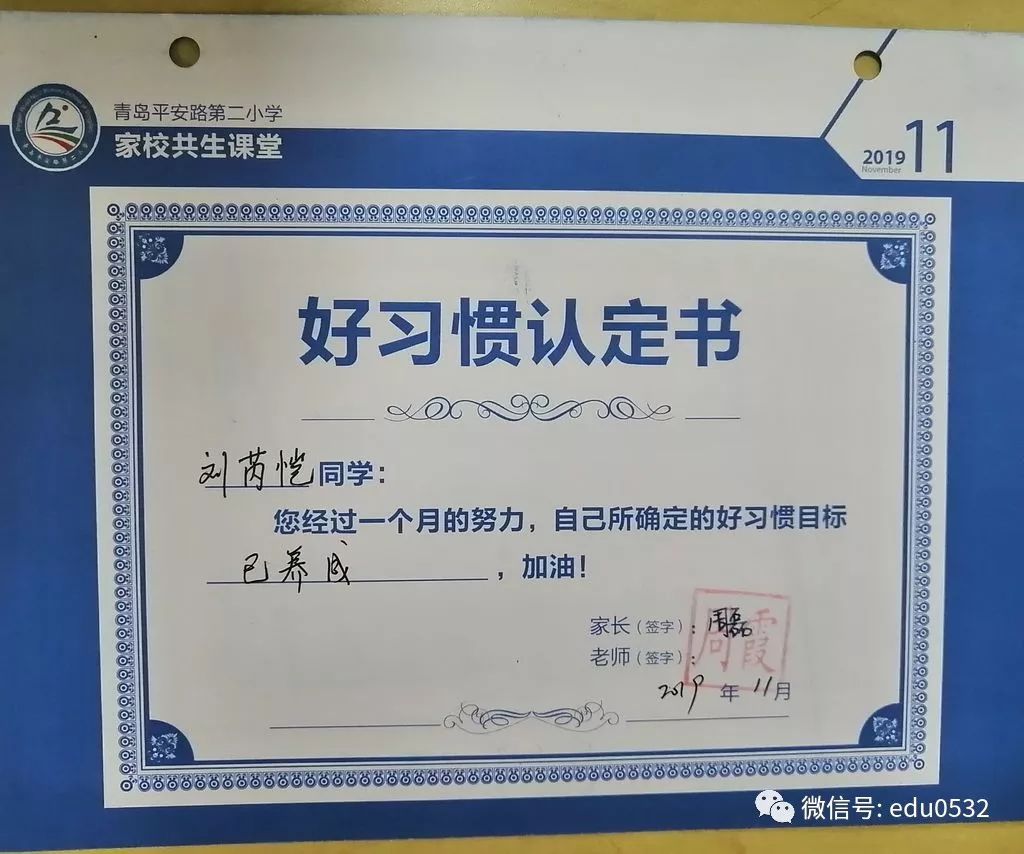 青岛平安路第二小学
家校共生课堂
2019 11
November
好习惯认定书
刘芮恺同学：
您经过一个月的努力，自己所确定的好习惯目标
已养成，加油！
家长（签字）：周磊
老师（签字）：
周霞
2019年11月
微信号: edu0532